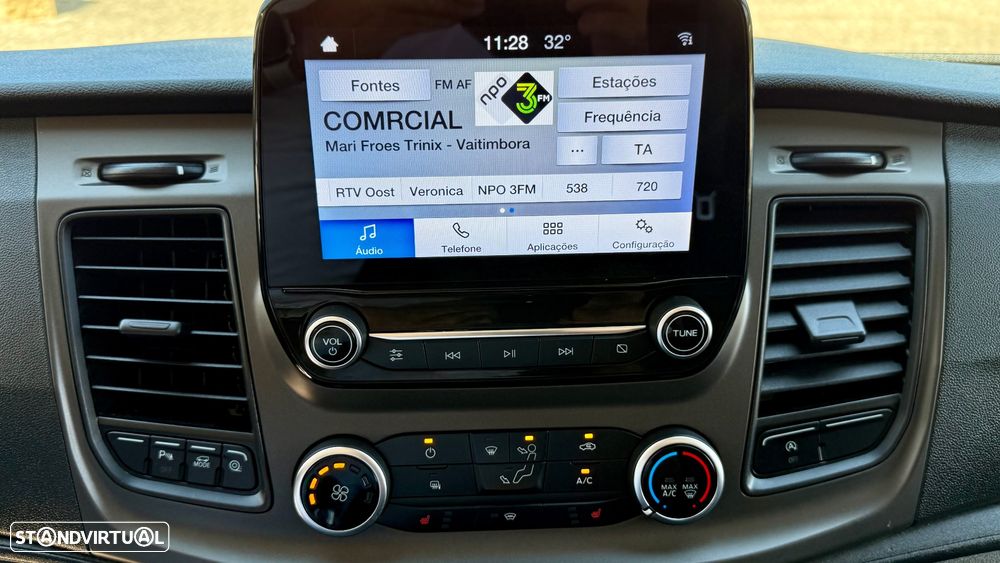 11:28 32°
Fontes
FM AF
npo 3FM
Estações
COMRCIAL
Frequência
Mari Froes Trinix - Vaitimbora
... TA
RTV Oost Veronica NPO 3FM 538 720
Áudio Telefone Aplicações Configuração
VOL
TUNE
MODE
OFF
A/C
MAX A/C
MAX
STANDVIRTUAL